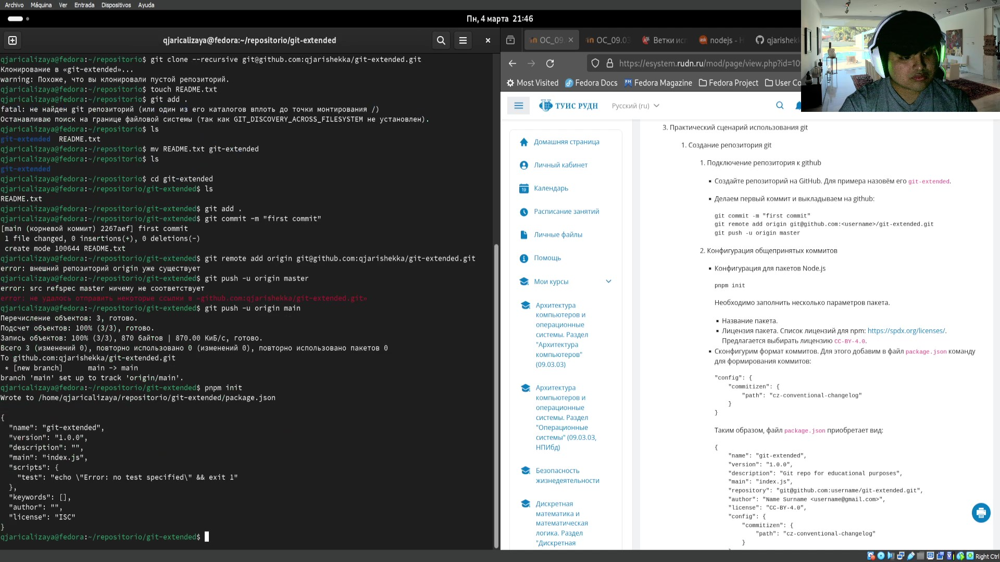 Archivo Máquina Ver Entrada Dispositivos Ayuda
Пн, 4 марта 21:46
qjaricalizaya@fedora:~/repositorio/git-extended
qjaricalizaya@fedora:~/repositorio$ git clone --recursive git@github.com:qjarishekka/git-extended.git
Клонирование в «git-extended»...
warning: Похоже, что вы клонировали пустой репозиторий.
qjaricalizaya@fedora:~/repositorio$ touch README.txt
qjaricalizaya@fedora:~/repositorio$ git add .
fatal: не найден git репозиторий (или один из его каталогов вплоть до точки монтирования /)
Останавливаю поиск на границе файловой системы (так как GIT_DISCOVERY_ACROSS_FILESYSTEM не установлен).
qjaricalizaya@fedora:~/repositorio$ ls
git-extended README.txt
qjaricalizaya@fedora:~/repositorio$ mv README.txt git-extended
qjaricalizaya@fedora:~/repositorio$ ls
git-extended
qjaricalizaya@fedora:~/repositorio$ cd git-extended
qjaricalizaya@fedora:~/repositorio/git-extended$ ls
README.txt
qjaricalizaya@fedora:~/repositorio/git-extended$ git add .
qjaricalizaya@fedora:~/repositorio/git-extended$ git commit -m "first commit"
[main (корневой коммит) 2267aef] first commit
1 file changed, 0 insertions(+), 0 deletions(-)
create mode 100644 README.txt
qjaricalizaya@fedora:~/repositorio/git-extended$ git remote add origin git@github.com:qjarishekka/git-extended.git
error: внешний репозиторий origin уже существует
qjaricalizaya@fedora:~/repositorio/git-extended$ git push -u origin master
error: src refspec master ничему не соответствует
error: не удалось отправить некоторые ссылки в «github.com:qjarishekka/git-extended.git»
qjaricalizaya@fedora:~/repositorio/git-extended$ git push -u origin main
Перечисление объектов: 3, готово.
Подсчет объектов: 100% (3/3), готово.
Запись объектов: 100% (3/3), 870 байтов | 870.00 КиБ/с, готово.
Всего 3 (изменений 0), повторно использовано 0 (изменений 0), повторно использовано пакетов 0
To github.com:qjarishekka/git-extended.git
* [new branch] main -> main
branch 'main' set up to track 'origin/main'.
qjaricalizaya@fedora:~/repositorio/git-extended$ pnpm init
Wrote to /home/qjaricalizaya/repositorio/git-extended/package.json
{
"name": "git-extended",
"version": "1.0.0",
"description": "",
"main": "index.js",
"scripts": {
"test": "echo \"Error: no test specified\" && exit 1"
},
"keywords": [],
"author": "",
"license": "ISC"
}
qjaricalizaya@fedora:~/repositorio/git-extended$
ОС_09. ОС_09.03 Ветки исп nodejs - qjarishekk
https://esystem.rudn.ru/mod/page/view.php?id=10
Most Visited Fedora Docs Fedora Magazine Fedora Project User Co
ТУИС РУДН Русский (ru)
Домашняя страница
Личный кабинет
Календарь
Расписание занятий
Личные файлы
Помощь
Мои курсы
Архитектура
компьютеров и
операционные
системы. Раздел
"Архитектура
компьютеров"
(09.03.03)
Архитектура
компьютеров и
операционные
системы. Раздел
"Операционные
системы" (09.03.03,
НПИбд)
Безопасность
жизнедеятельности
Дискретная
математика и
математическая
логика. Раздел
"Дискретная
3. Практический сценарий использования git
1. Создание репозитория git
1. Подключение репозитория к github
Создайте репозиторий на GitHub. Для примера назовём его git-extended.
Делаем первый коммит и выкладываем на github:
git commit -m "first commit"
git remote add origin git@github.com:<username>/git-extended.git
git push -u origin master
2. Конфигурация общепринятых коммитов
Конфигурация для пакетов Node.js
pnpm init
Необходимо заполнить несколько параметров пакета.
Название пакета.
Лицензия пакета. Список лицензий для npm: https://spdx.org/licenses/.
Предлагается выбирать лицензию CC-BY-4.0.
Сконфигурим формат коммитов. Для этого добавим в файл package.json команду
для формирования коммитов:
"config": {
"commitizen": {
"path": "cz-conventional-changelog"
}
}
Таким образом, файл package.json приобретает вид:
{
"name": "git-extended",
"version": "1.0.0",
"description": "Git repo for educational purposes",
"main": "index.js",
"repository": "git@github.com:username/git-extended.git",
"author": "Name Surname <username@gmail.com>",
"license": "CC-BY-4.0",
"config": {
"commitizen": {
"path": "cz-conventional-changelog"
}
Right Ctrl